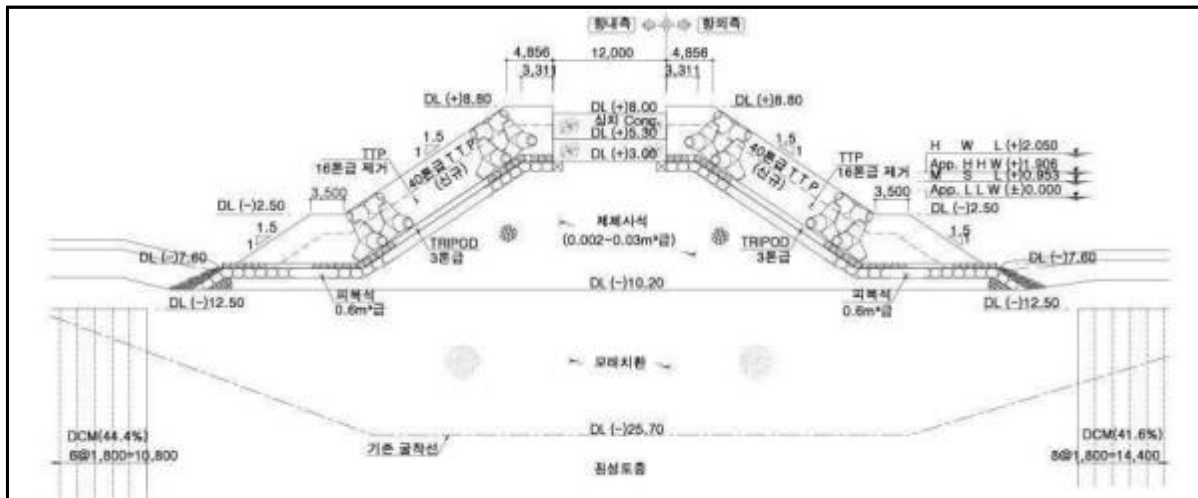 항내측 항외측
4,856 12,000 4,856
3,311 3,311
DL (+)8.80 DL (+)8.00 DL (+)8.80
상치 Conc.
DL (+)5.30
DL (+)3.00
1.5
1
1.5
1
TTP
16톤급 제거
40톤급 TTP
(신규)
40톤급 TTP
(신규)
TTP
16톤급 제거
H W L (+)2.050
App. H H W (+)1.906
M S L (+)0.953
App. L L W (±)0.000
3,500 3,500
DL (-)2.50 DL (-)2.50
1.5
1
1.5
1
제체사석
(0.002~0.03m³급)
TRIPOD
3톤급
TRIPOD
3톤급
DL (-)7.60 DL (-)7.60
DL (-)10.20
피복석
0.6m³급
피복석
0.6m³급
DL (-)12.50 DL (-)12.50
모래치환
DL (-)25.70
기존 굴착선
DCM(44.4%)
6@1,800=10,800
DCM(41.6%)
8@1,800=14,400
점성토층